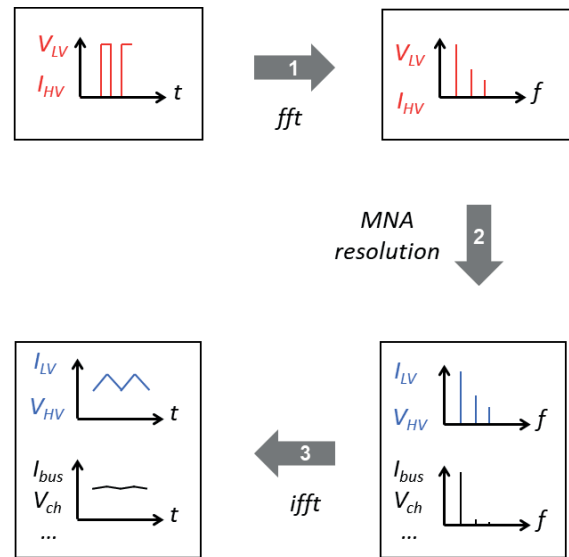 V_LV
I_HV
t
1
fft
V_LV
I_HV
f
MNA
resolution
2
I_LV
V_HV
t
I_bus
V_ch
...
t
3
ifft
I_LV
V_HV
f
I_bus
V_ch
...
f